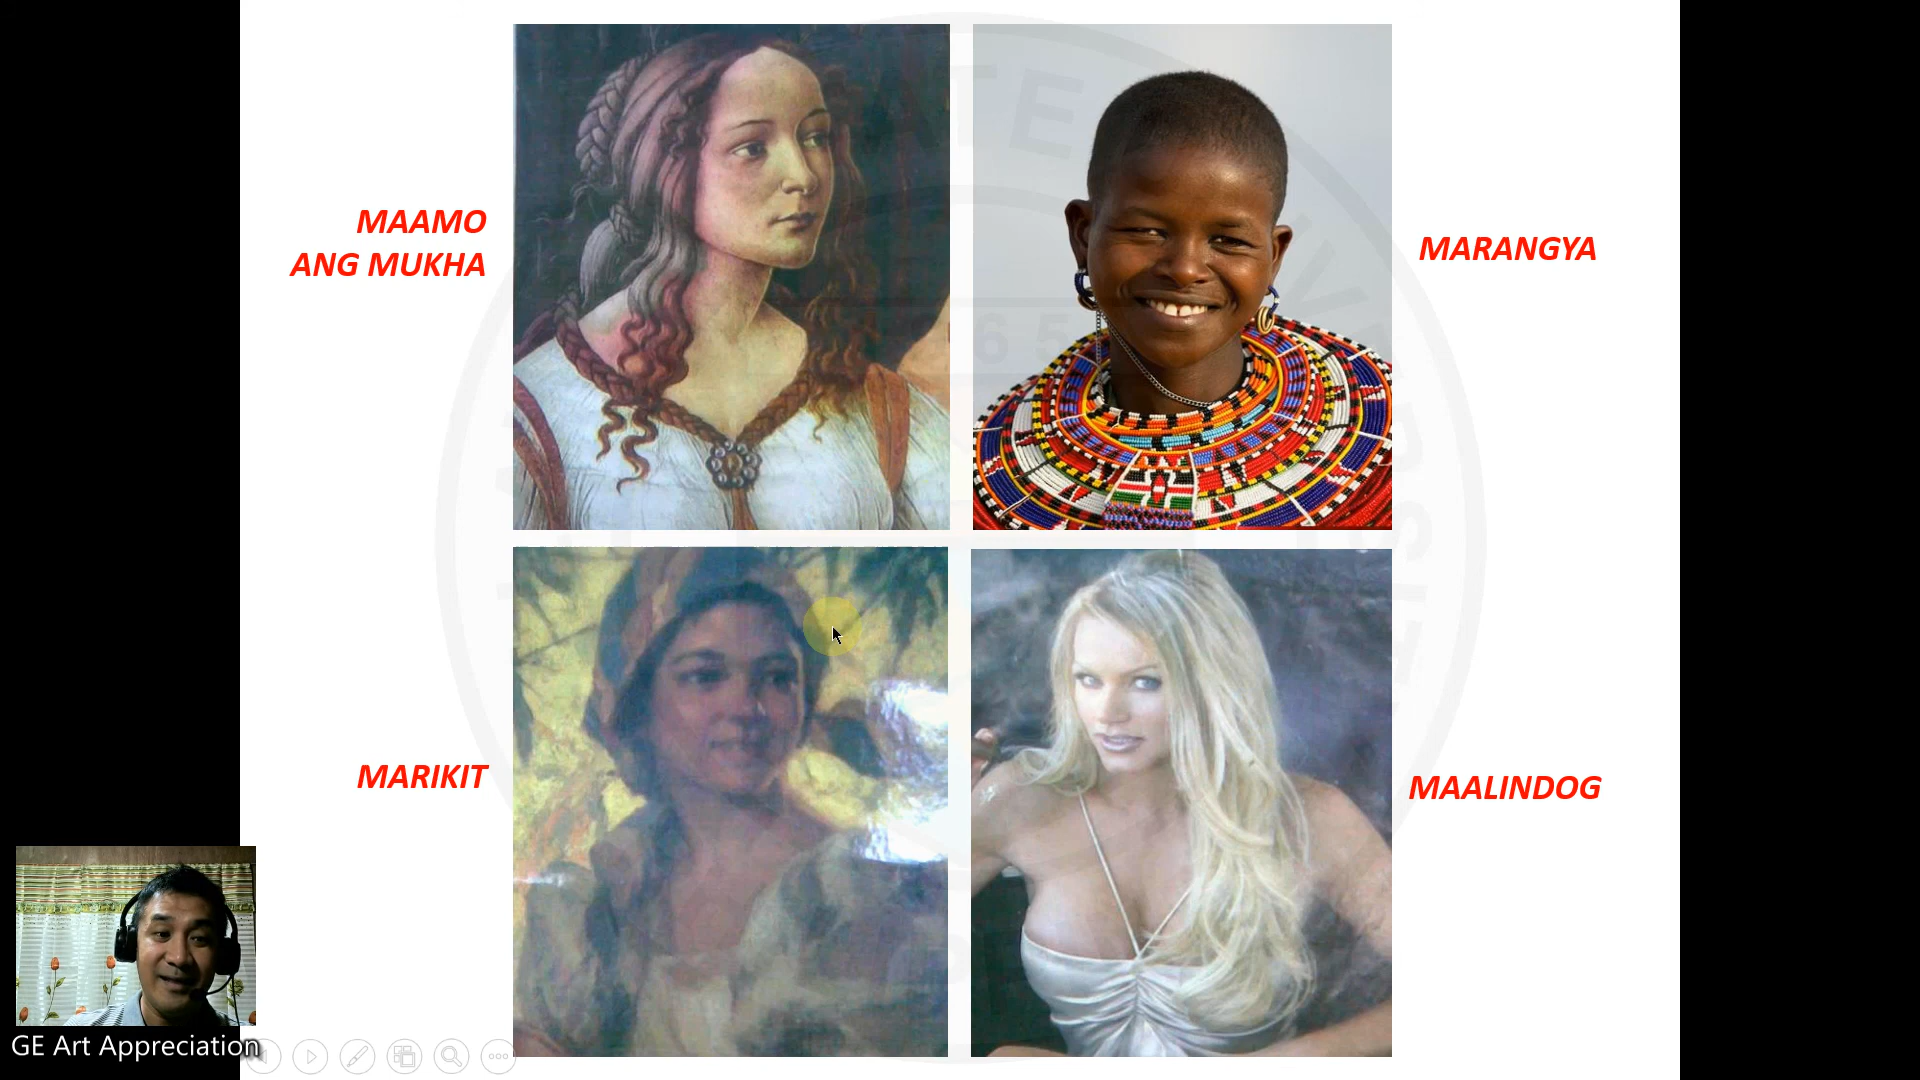 MAAMO
ANG MUKHA
MARANGYA
MARIKIT
MAALINDOG
GE Art Appreciation